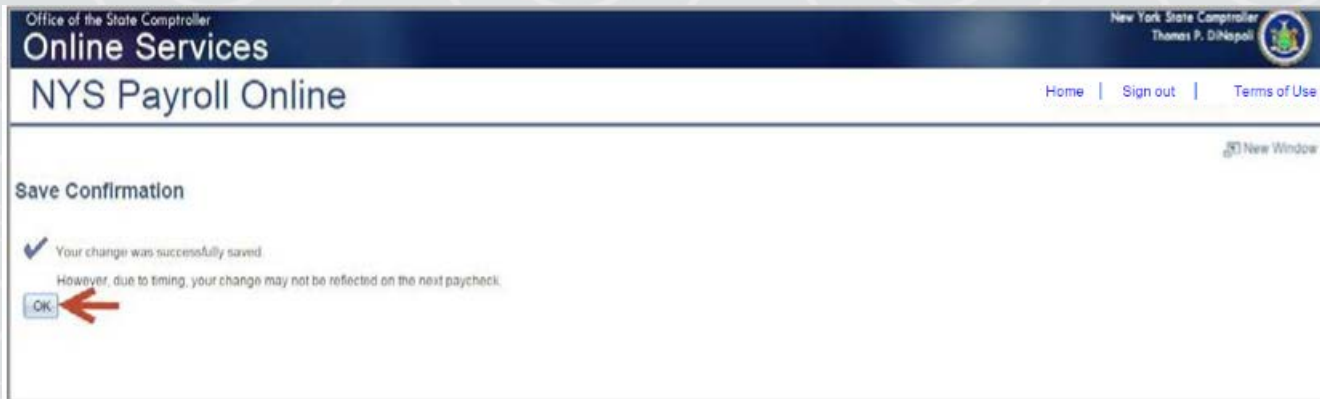 Office of the State Comptroller
Online Services
New York State Comptroller
Thomas P. DiNapoli
NYS Payroll Online
Home | Sign out | Terms of Use
New Window
Save Confirmation
Your change was successfully saved.
However, due to timing, your change may not be reflected on the next paycheck.
OK